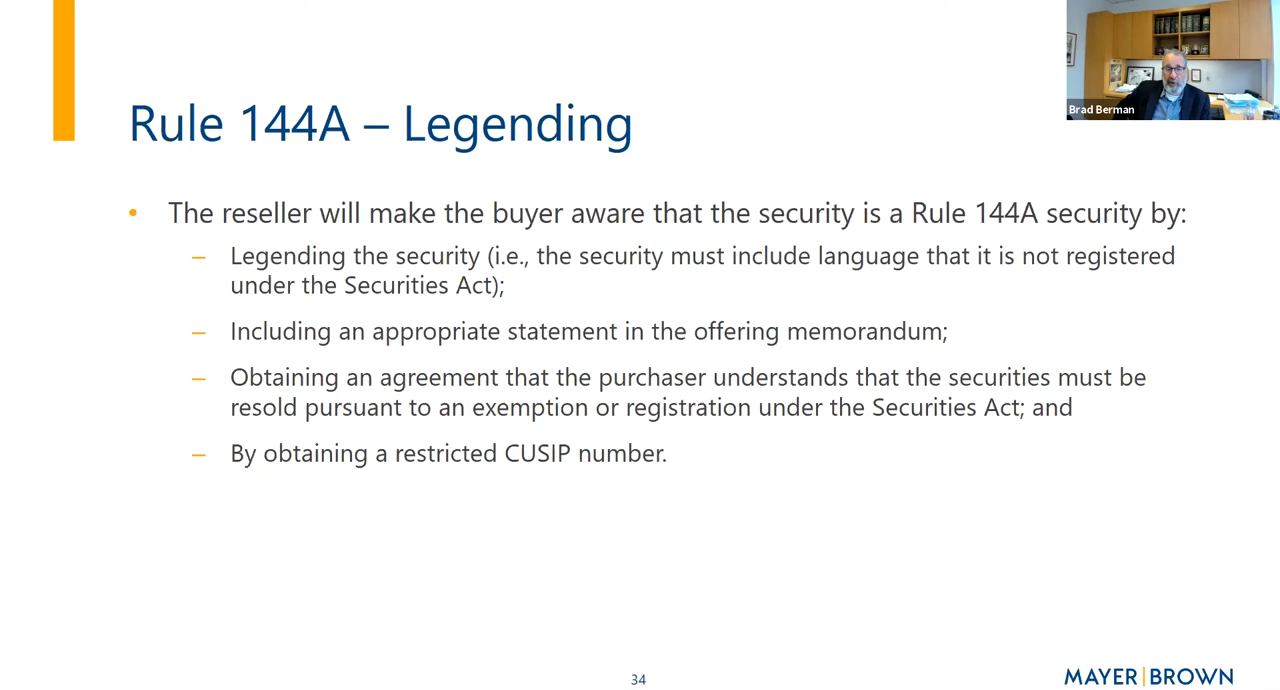 Brad Berman
Rule 144A – Legending
• The reseller will make the buyer aware that the security is a Rule 144A security by:
– Legending the security (i.e., the security must include language that it is not registered
under the Securities Act);
– Including an appropriate statement in the offering memorandum;
– Obtaining an agreement that the purchaser understands that the securities must be
resold pursuant to an exemption or registration under the Securities Act; and
– By obtaining a restricted CUSIP number.
34
MAYER|BROWN